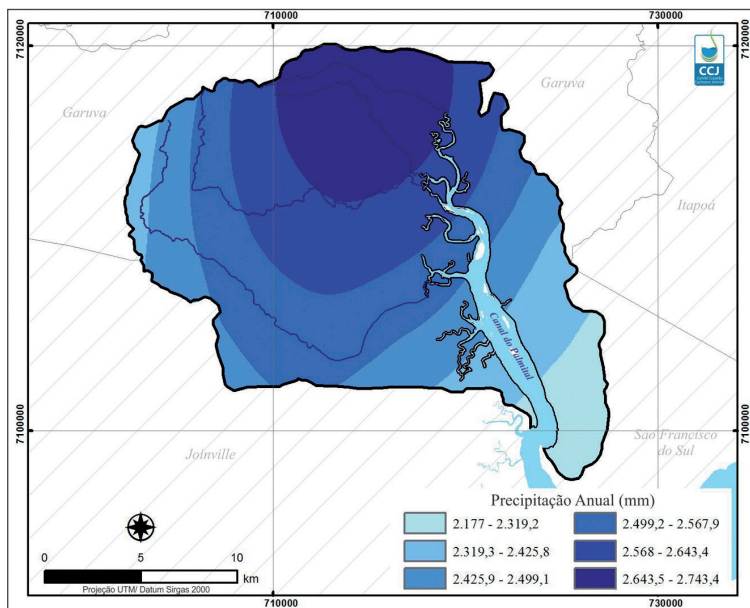 710000
730000
7120000
7120000
CCJ
Garuva
Garuva
Itapoá
Canal do Palmital
7100000
7100000
Joinville
São Francisco
do Sul
Precipitação Anual (mm)
2.177 - 2.319,2
2.499,2 - 2.567,9
2.319,3 - 2.425,8
2.568 - 2.643,4
2.425,9 - 2.499,1
2.643,5 - 2.743,4
0
5
10
km
Projeção UTM/ Datum Sirgas 2000
710000
730000